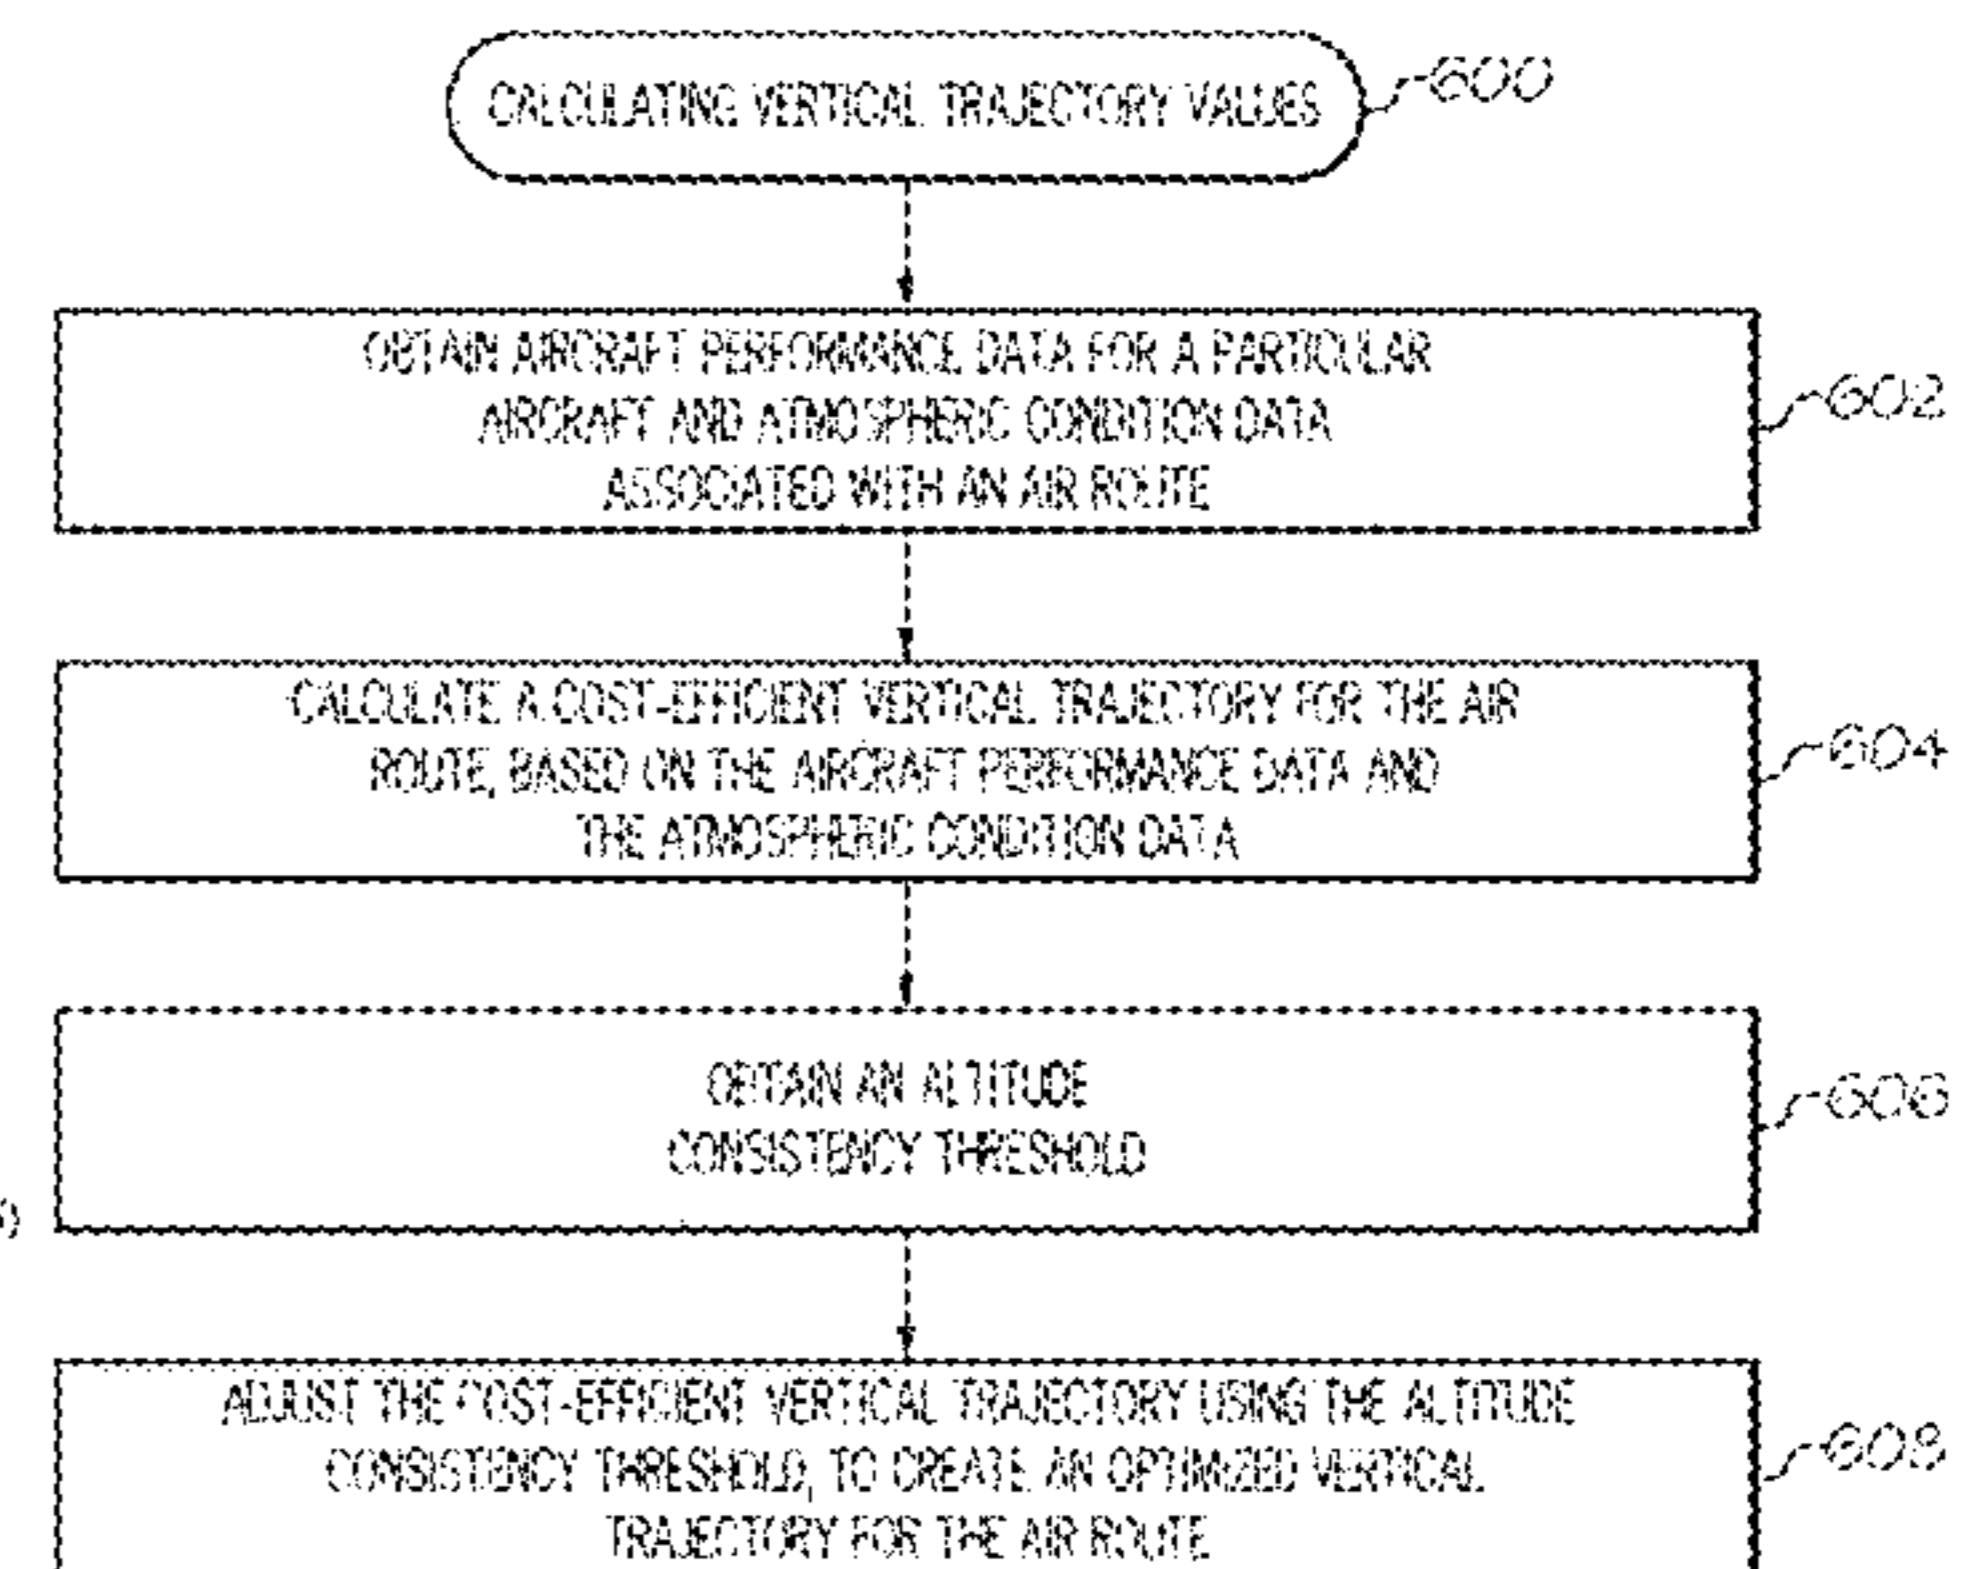 CALCULATING VERTICAL TRAJECTORY VALUES
600
OBTAIN AIRCRAFT PERFORMANCE DATA FOR A PARTICULAR
AIRCRAFT AND ATMOSPHERIC CONDITION DATA
ASSOCIATED WITH AN AIR ROUTE
602
CALCULATE A COST-EFFICIENT VERTICAL TRAJECTORY FOR THE AIR
ROUTE, BASED ON THE AIRCRAFT PERFORMANCE DATA AND
THE ATMOSPHERIC CONDITION DATA
604
OBTAIN AN ALTITUDE
CONSISTENCY THRESHOLD
606
ADJUST THE COST-EFFICIENT VERTICAL TRAJECTORY USING THE ALTITUDE
CONSISTENCY THRESHOLD, TO CREATE AN OPTIMIZED VERTICAL
TRAJECTORY FOR THE AIR ROUTE
608